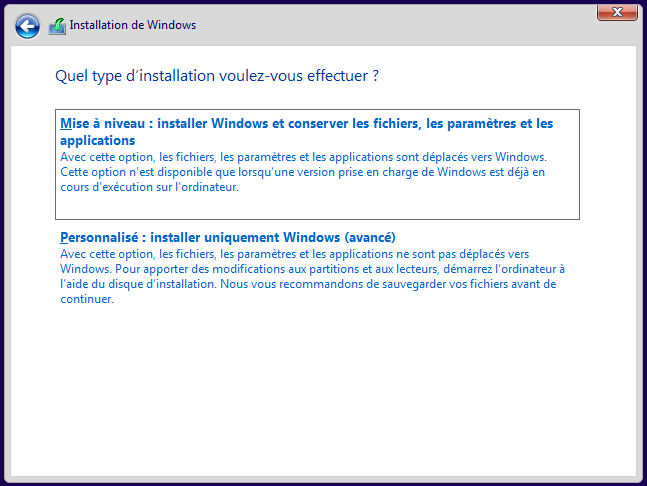 Installation de Windows
Quel type d’installation voulez-vous effectuer ?
Mise à niveau : installer Windows et conserver les fichiers, les paramètres et les
applications
Avec cette option, les fichiers, les paramètres et les applications sont déplacés vers Windows.
Cette option n’est disponible que lorsqu’une version prise en charge de Windows est déjà en
cours d’exécution sur l’ordinateur.
Personnalisé : installer uniquement Windows (avancé)
Avec cette option, les fichiers, les paramètres et les applications ne sont pas déplacés vers
Windows. Pour apporter des modifications aux partitions et aux lecteurs, démarrez l’ordinateur à
l’aide du disque d’installation. Nous vous recommandons de sauvegarder vos fichiers avant de
continuer.